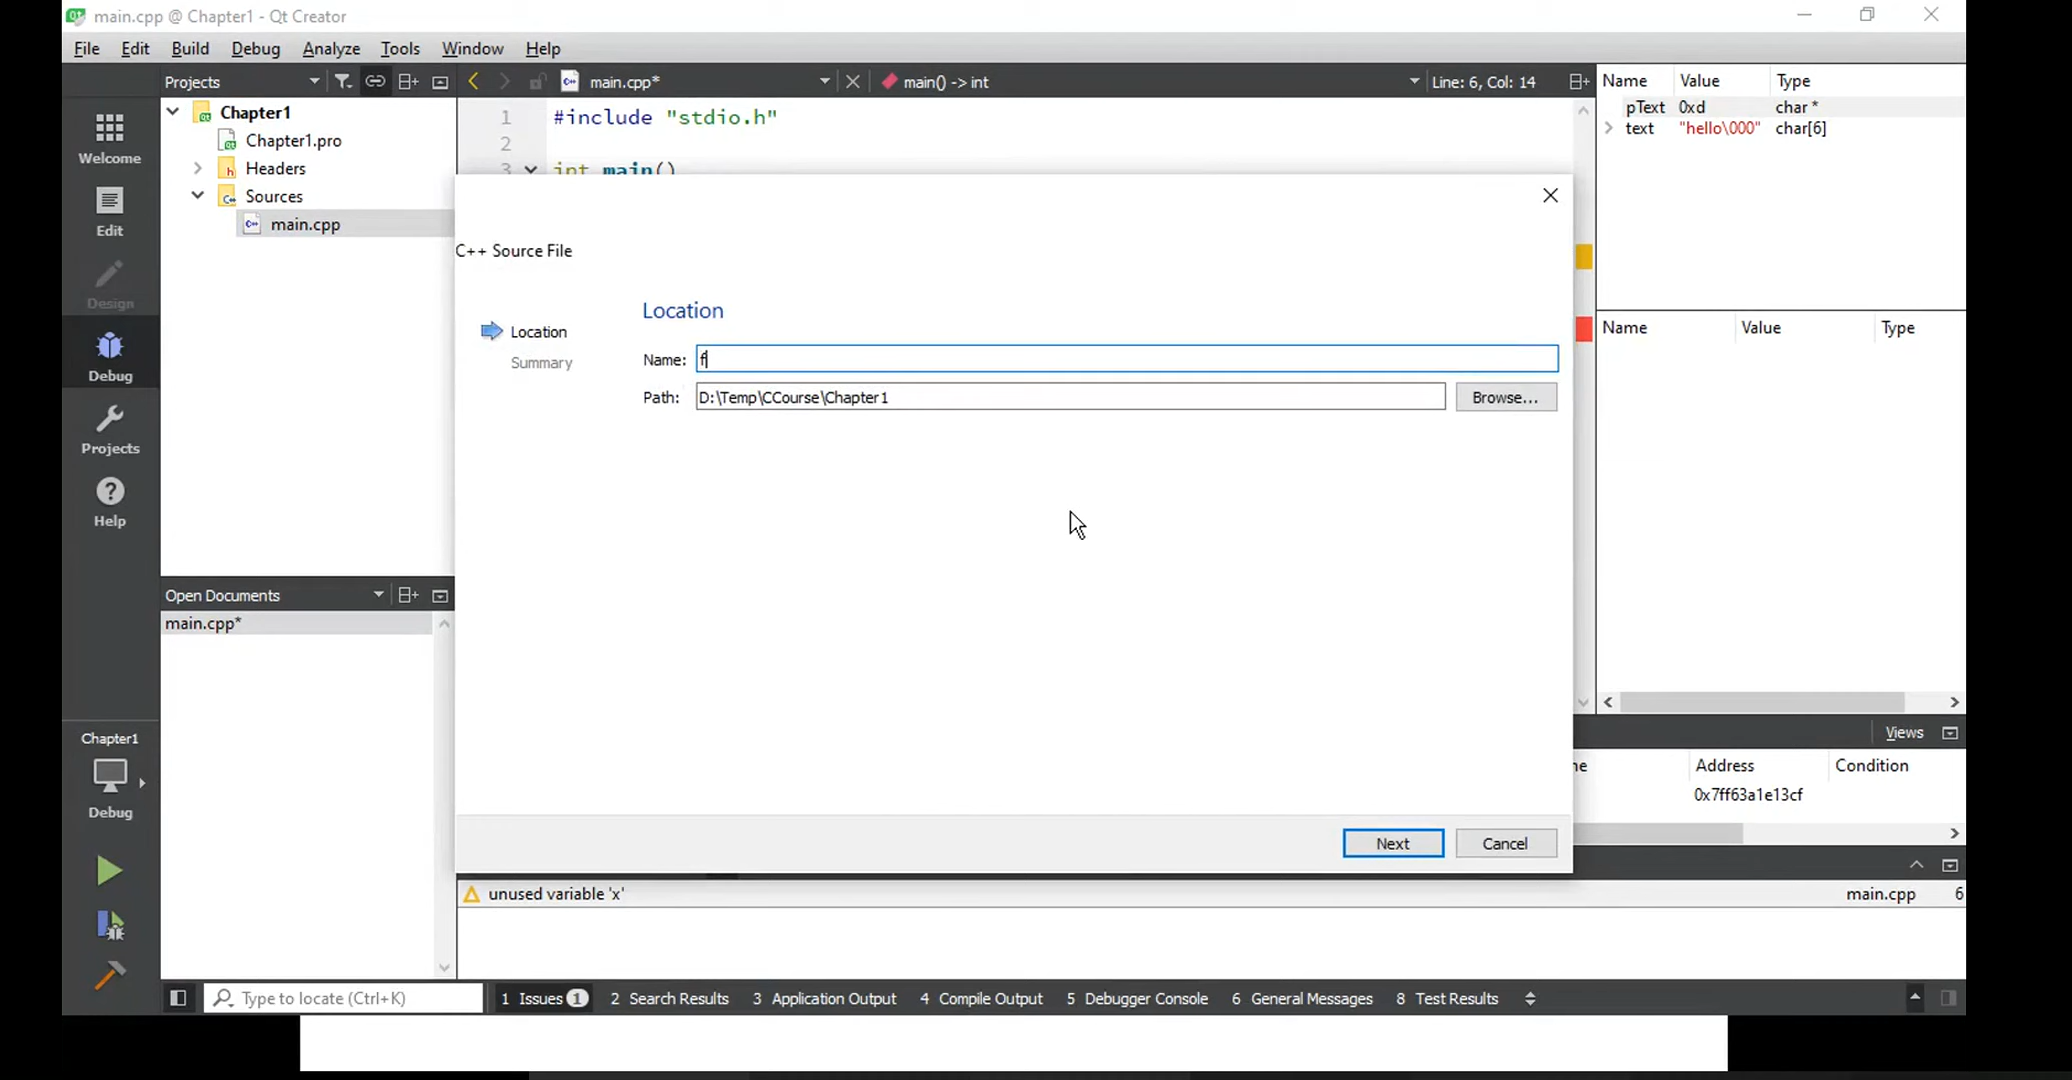 main.cpp @ Chapter1 - Qt Creator
File Edit Build Debug Analyze Tools Window Help
Projects
main.cpp*
main() -> int
Line: 6, Col: 14
Name Value Type
pText 0xd char *
text "hello\000" char[6]
Welcome
Edit
Design
Debug
Projects
Help
Chapter1
Chapter1.pro
Headers
Sources
main.cpp
1 #include "stdio.h"
2
3 int main()
C++ Source File
Location
Summary
Location
Name: f
Path: D:\Temp\CCourse\Chapter1 Browse...
Next Cancel
Name Value Type
Open Documents
main.cpp*
Chapter1
Debug
Views
Address Condition
0x7ff63a1e13cf
unused variable 'x' main.cpp 6
Type to locate (Ctrl+K)
1 Issues 1 2 Search Results 3 Application Output 4 Compile Output 5 Debugger Console 6 General Messages 8 Test Results